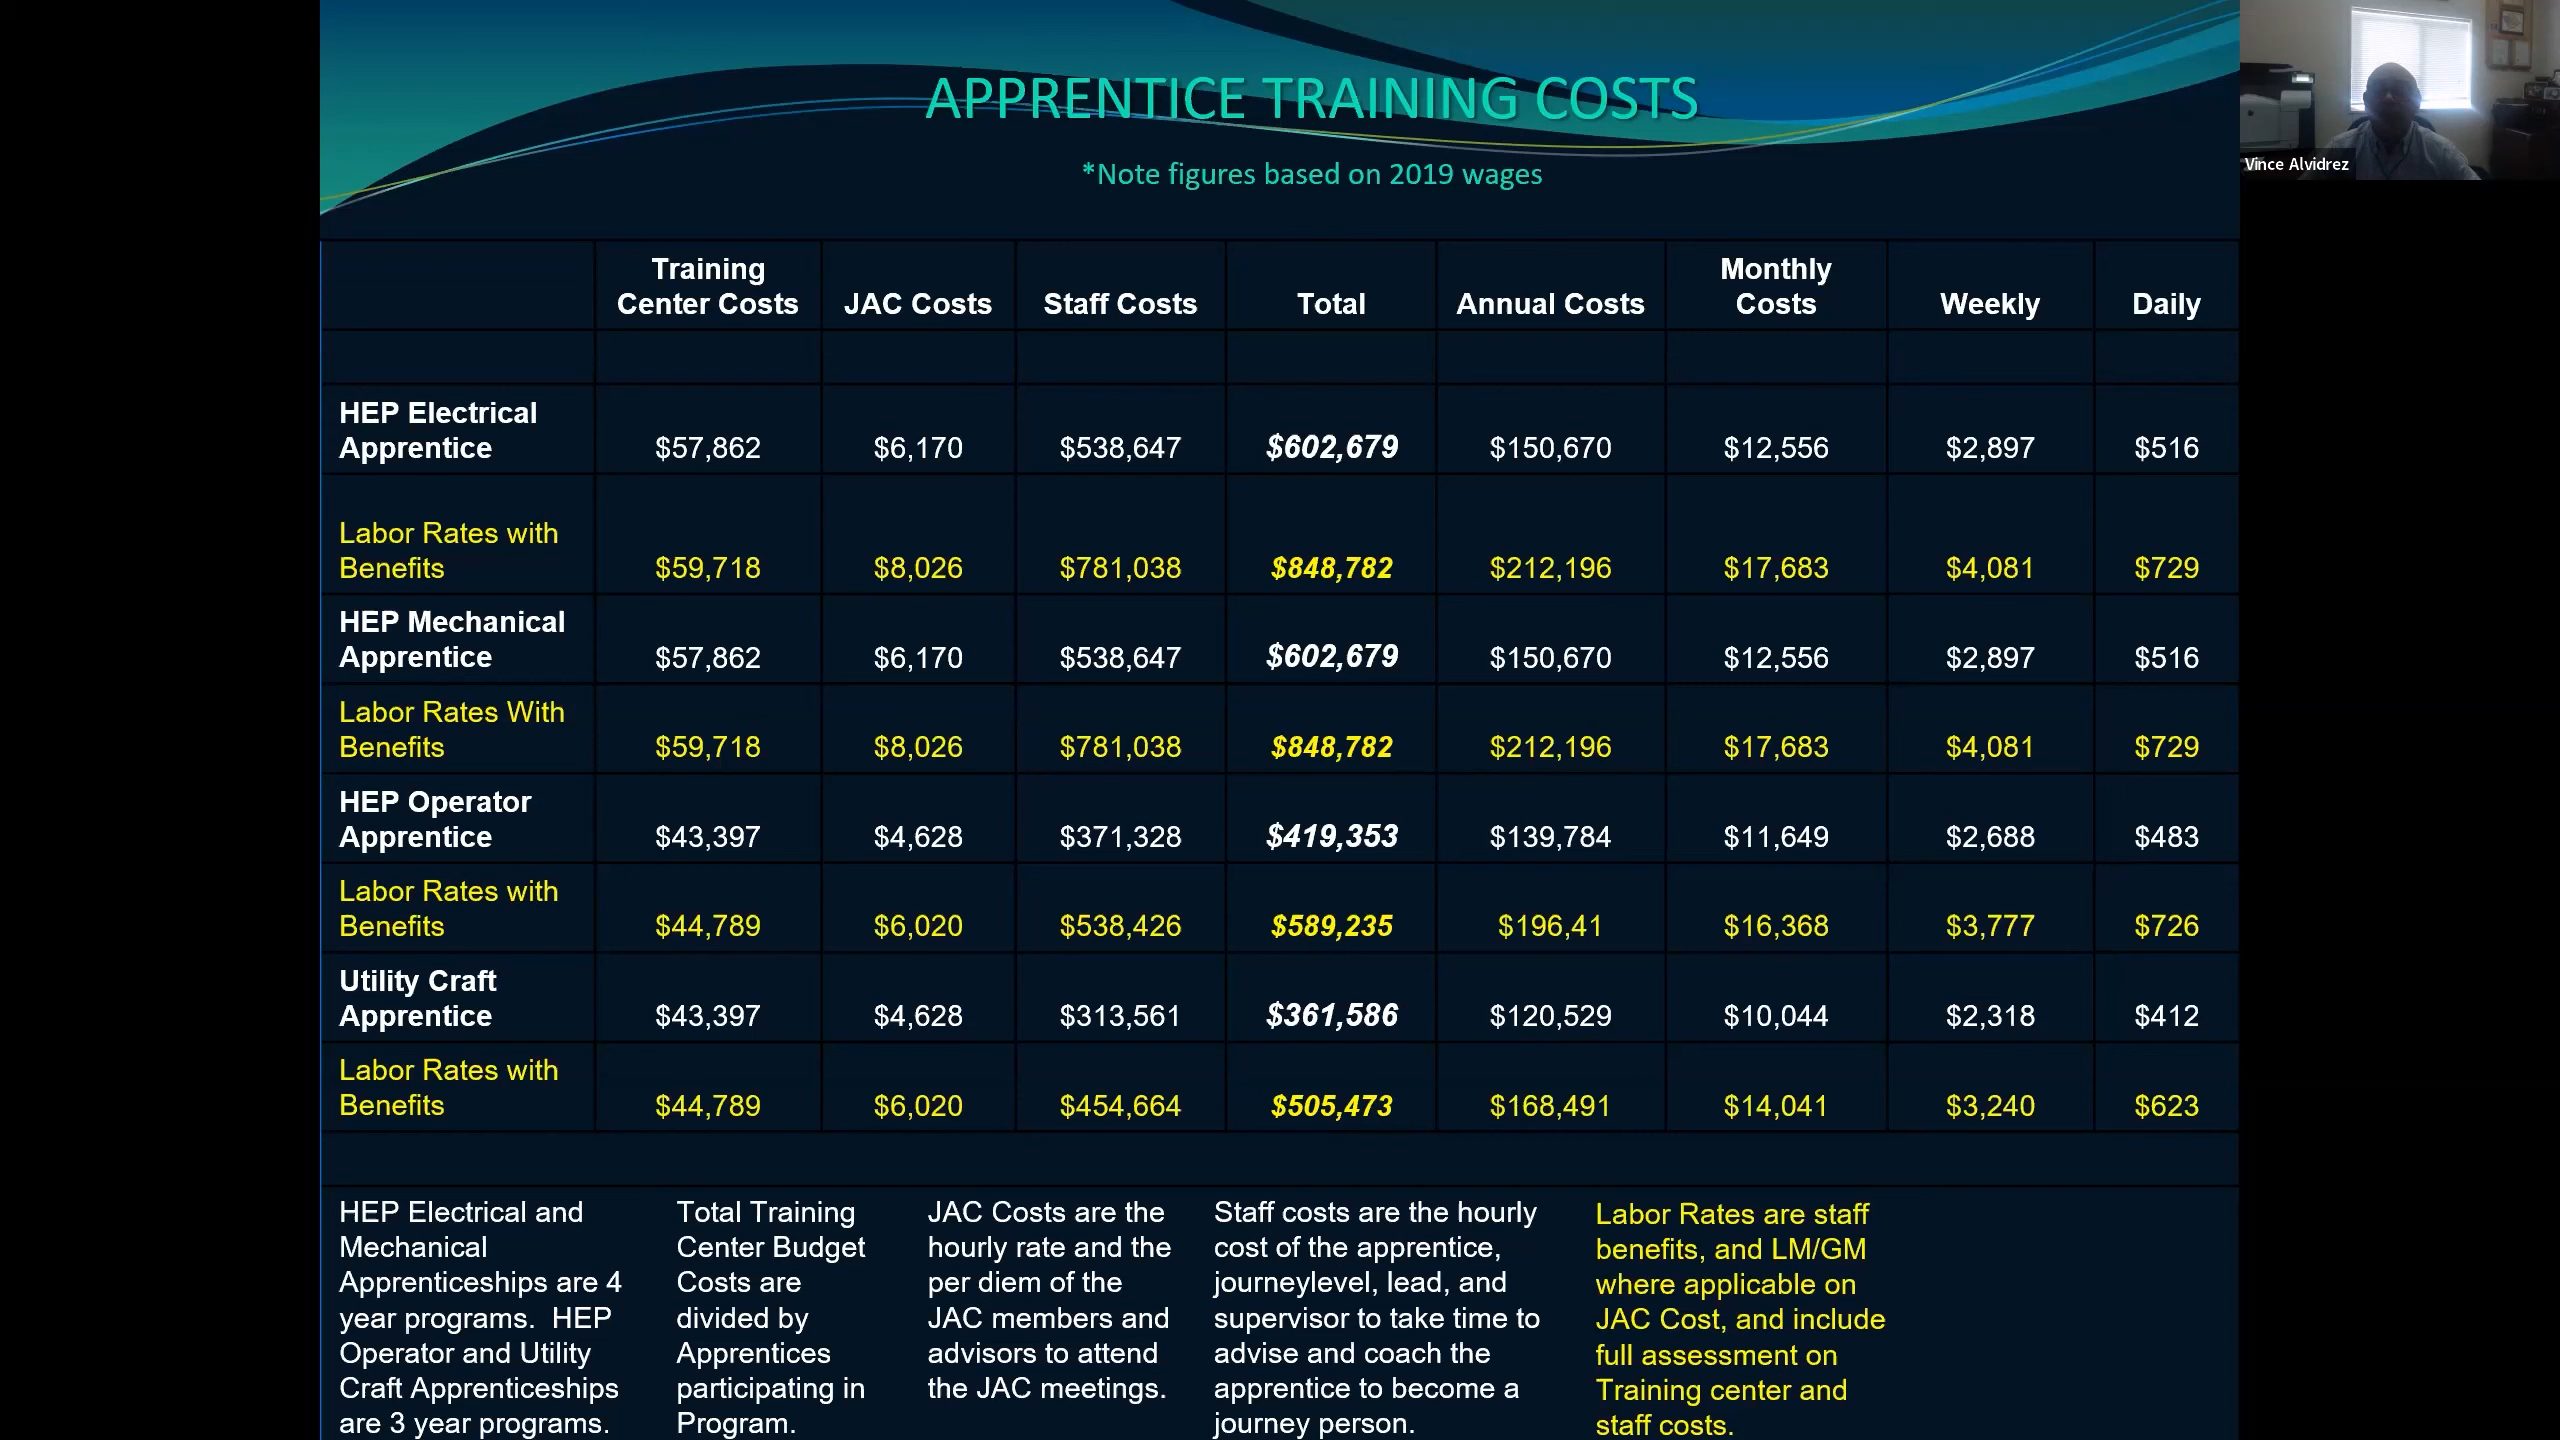 APPRENTICE TRAINING COSTS
*Note figures based on 2019 wages
Vince Alvidrez
Training Center Costs JAC Costs Staff Costs Total Annual Costs Monthly Costs Weekly Daily
HEP Electrical Apprentice $57,862 $6,170 $538,647 $602,679 $150,670 $12,556 $2,897 $516
Labor Rates with Benefits $59,718 $8,026 $781,038 $848,782 $212,196 $17,683 $4,081 $729
HEP Mechanical Apprentice $57,862 $6,170 $538,647 $602,679 $150,670 $12,556 $2,897 $516
Labor Rates With Benefits $59,718 $8,026 $781,038 $848,782 $212,196 $17,683 $4,081 $729
HEP Operator Apprentice $43,397 $4,628 $371,328 $419,353 $139,784 $11,649 $2,688 $483
Labor Rates with Benefits $44,789 $6,020 $538,426 $589,235 $196,41 $16,368 $3,777 $726
Utility Craft Apprentice $43,397 $4,628 $313,561 $361,586 $120,529 $10,044 $2,318 $412
Labor Rates with Benefits $44,789 $6,020 $454,664 $505,473 $168,491 $14,041 $3,240 $623
HEP Electrical and
Mechanical
Apprenticeships are 4
year programs. HEP
Operator and Utility
Craft Apprenticeships
are 3 year programs.
Total Training
Center Budget
Costs are
divided by
Apprentices
participating in
Program.
JAC Costs are the
hourly rate and the
per diem of the
JAC members and
advisors to attend
the JAC meetings.
Staff costs are the hourly
cost of the apprentice,
journeylevel, lead, and
supervisor to take time to
advise and coach the
apprentice to become a
journey person.
Labor Rates are staff
benefits, and LM/GM
where applicable on
JAC Cost, and include
full assessment on
Training center and
staff costs.